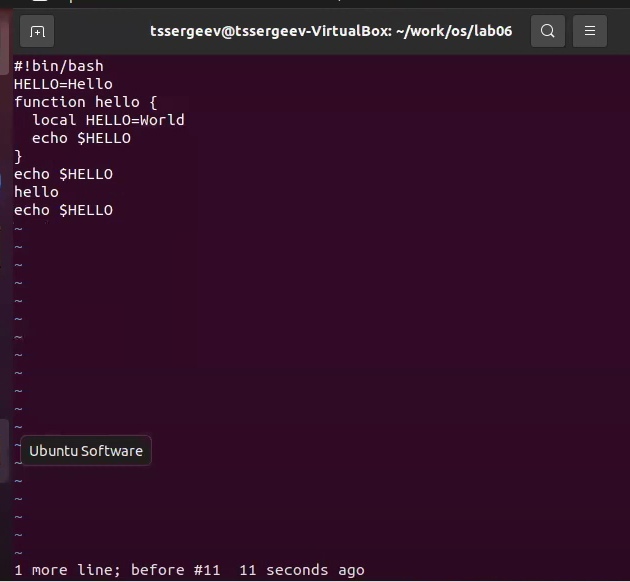 tssergeev@tssergeev-VirtualBox: ~/work/os/lab06
#!bin/bash
HELLO=Hello
function hello {
  local HELLO=World
  echo $HELLO
}
echo $HELLO
hello
echo $HELLO
~
~
~
~
~
~
~
~
~
~
~
~
~
Ubuntu Software
~
~
~
~
~
~
1 more line; before #11  11 seconds ago